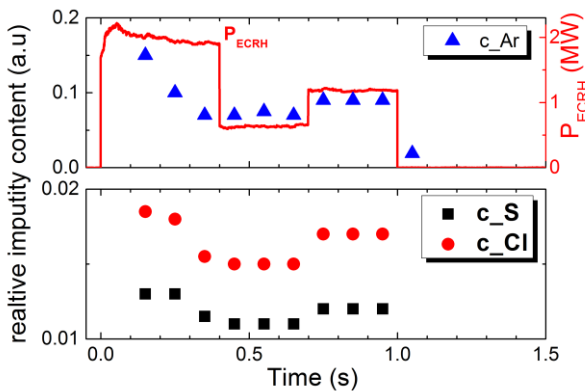 0.2
0.1
0.0
P_ECRH
c_Ar
2
1
0
P_ECRH (MW)
realtive imputity content (a.u)
0.02
0.01
c_S
c_Cl
0.0 0.5 1.0 1.5
Time (s)